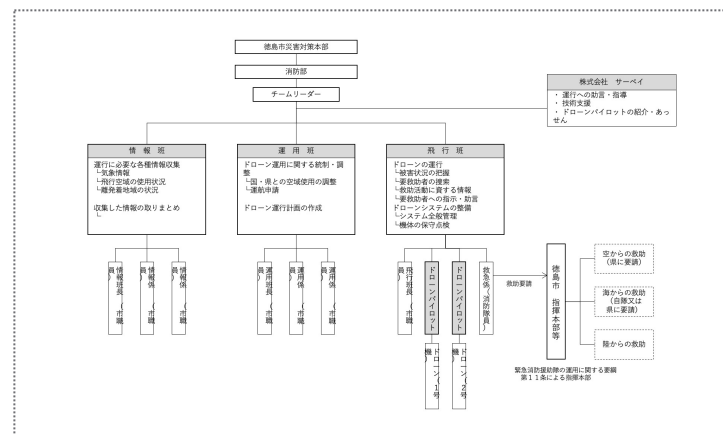 徳島市災害対策本部
消防部
チームリーダー
株式会社 サーベイ
・ 運行への助言・指導
・ 技術支援
・ ドローンパイロットの紹介・あっ
せん
情 報 班
運行に必要な各種情報収集
└気象情報
└飛行空域の使用状況
└離発着地域の状況
収集した情報の取りまとめ
└
運 用 班
ドローン運用に関する統制・調
整
└国・県との空域使用の調整
└運航申請
ドローン運行計画の作成
飛 行 班
ドローンの運行
└被害状況の把握
└要救助者の捜索
└救助活動に資する情報
└要救助者への指示・助言
ドローンシステムの整備
└システム全般管理
└機体の保守点検
情報班長 (市職
員)
情報係 (市職
員)
情報係 (市職
員)
運用班長 (市職
員)
運用係 (市職
員)
運用係 (市職
員)
飛行班長 (市職
員)
ドローンパイロット
ドローンパイロット
救急係(消防隊員)
ドローン(1号
機)
ドローン(2号
機)
救助要請
徳島市 指揮本部等
空からの救助
(県に要請)
海からの救助
(自隊又は
県に要請)
陸からの救助
緊急消防援助隊の運用に関する要綱
第11条による指揮本部